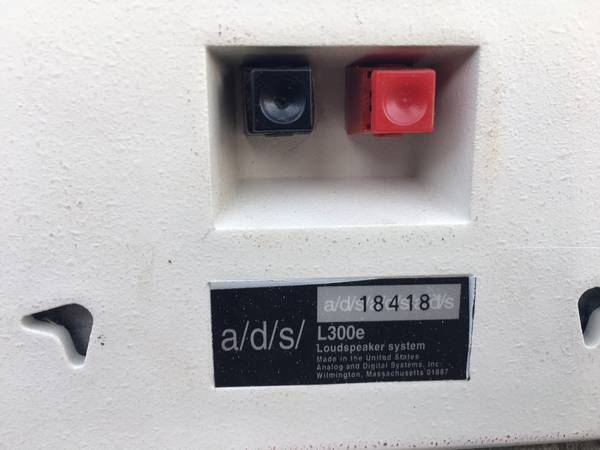 a/d/s/ 18418 d/s
a/d/s/
L300e
Loudspeaker system
Made in the United States
Analog and Digital Systems, Inc.
Wilmington, Massachusetts 01887